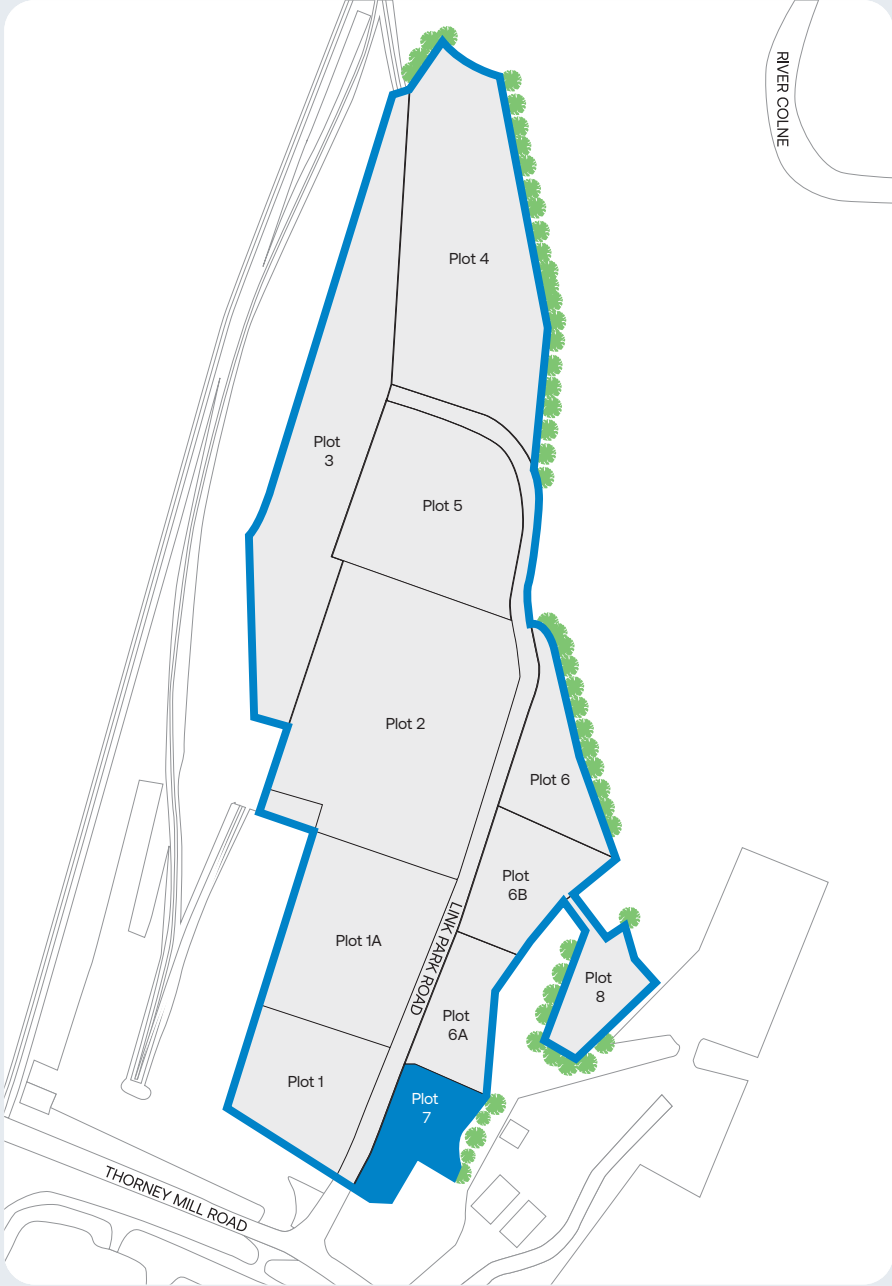 RIVER COLNE
Plot 4
Plot
3
Plot 5
Plot 2
Plot 6
Plot
6B
Plot 1A
LINK PARK ROAD
Plot
8
Plot
6A
Plot 1
Plot
7
THORNEY MILL ROAD